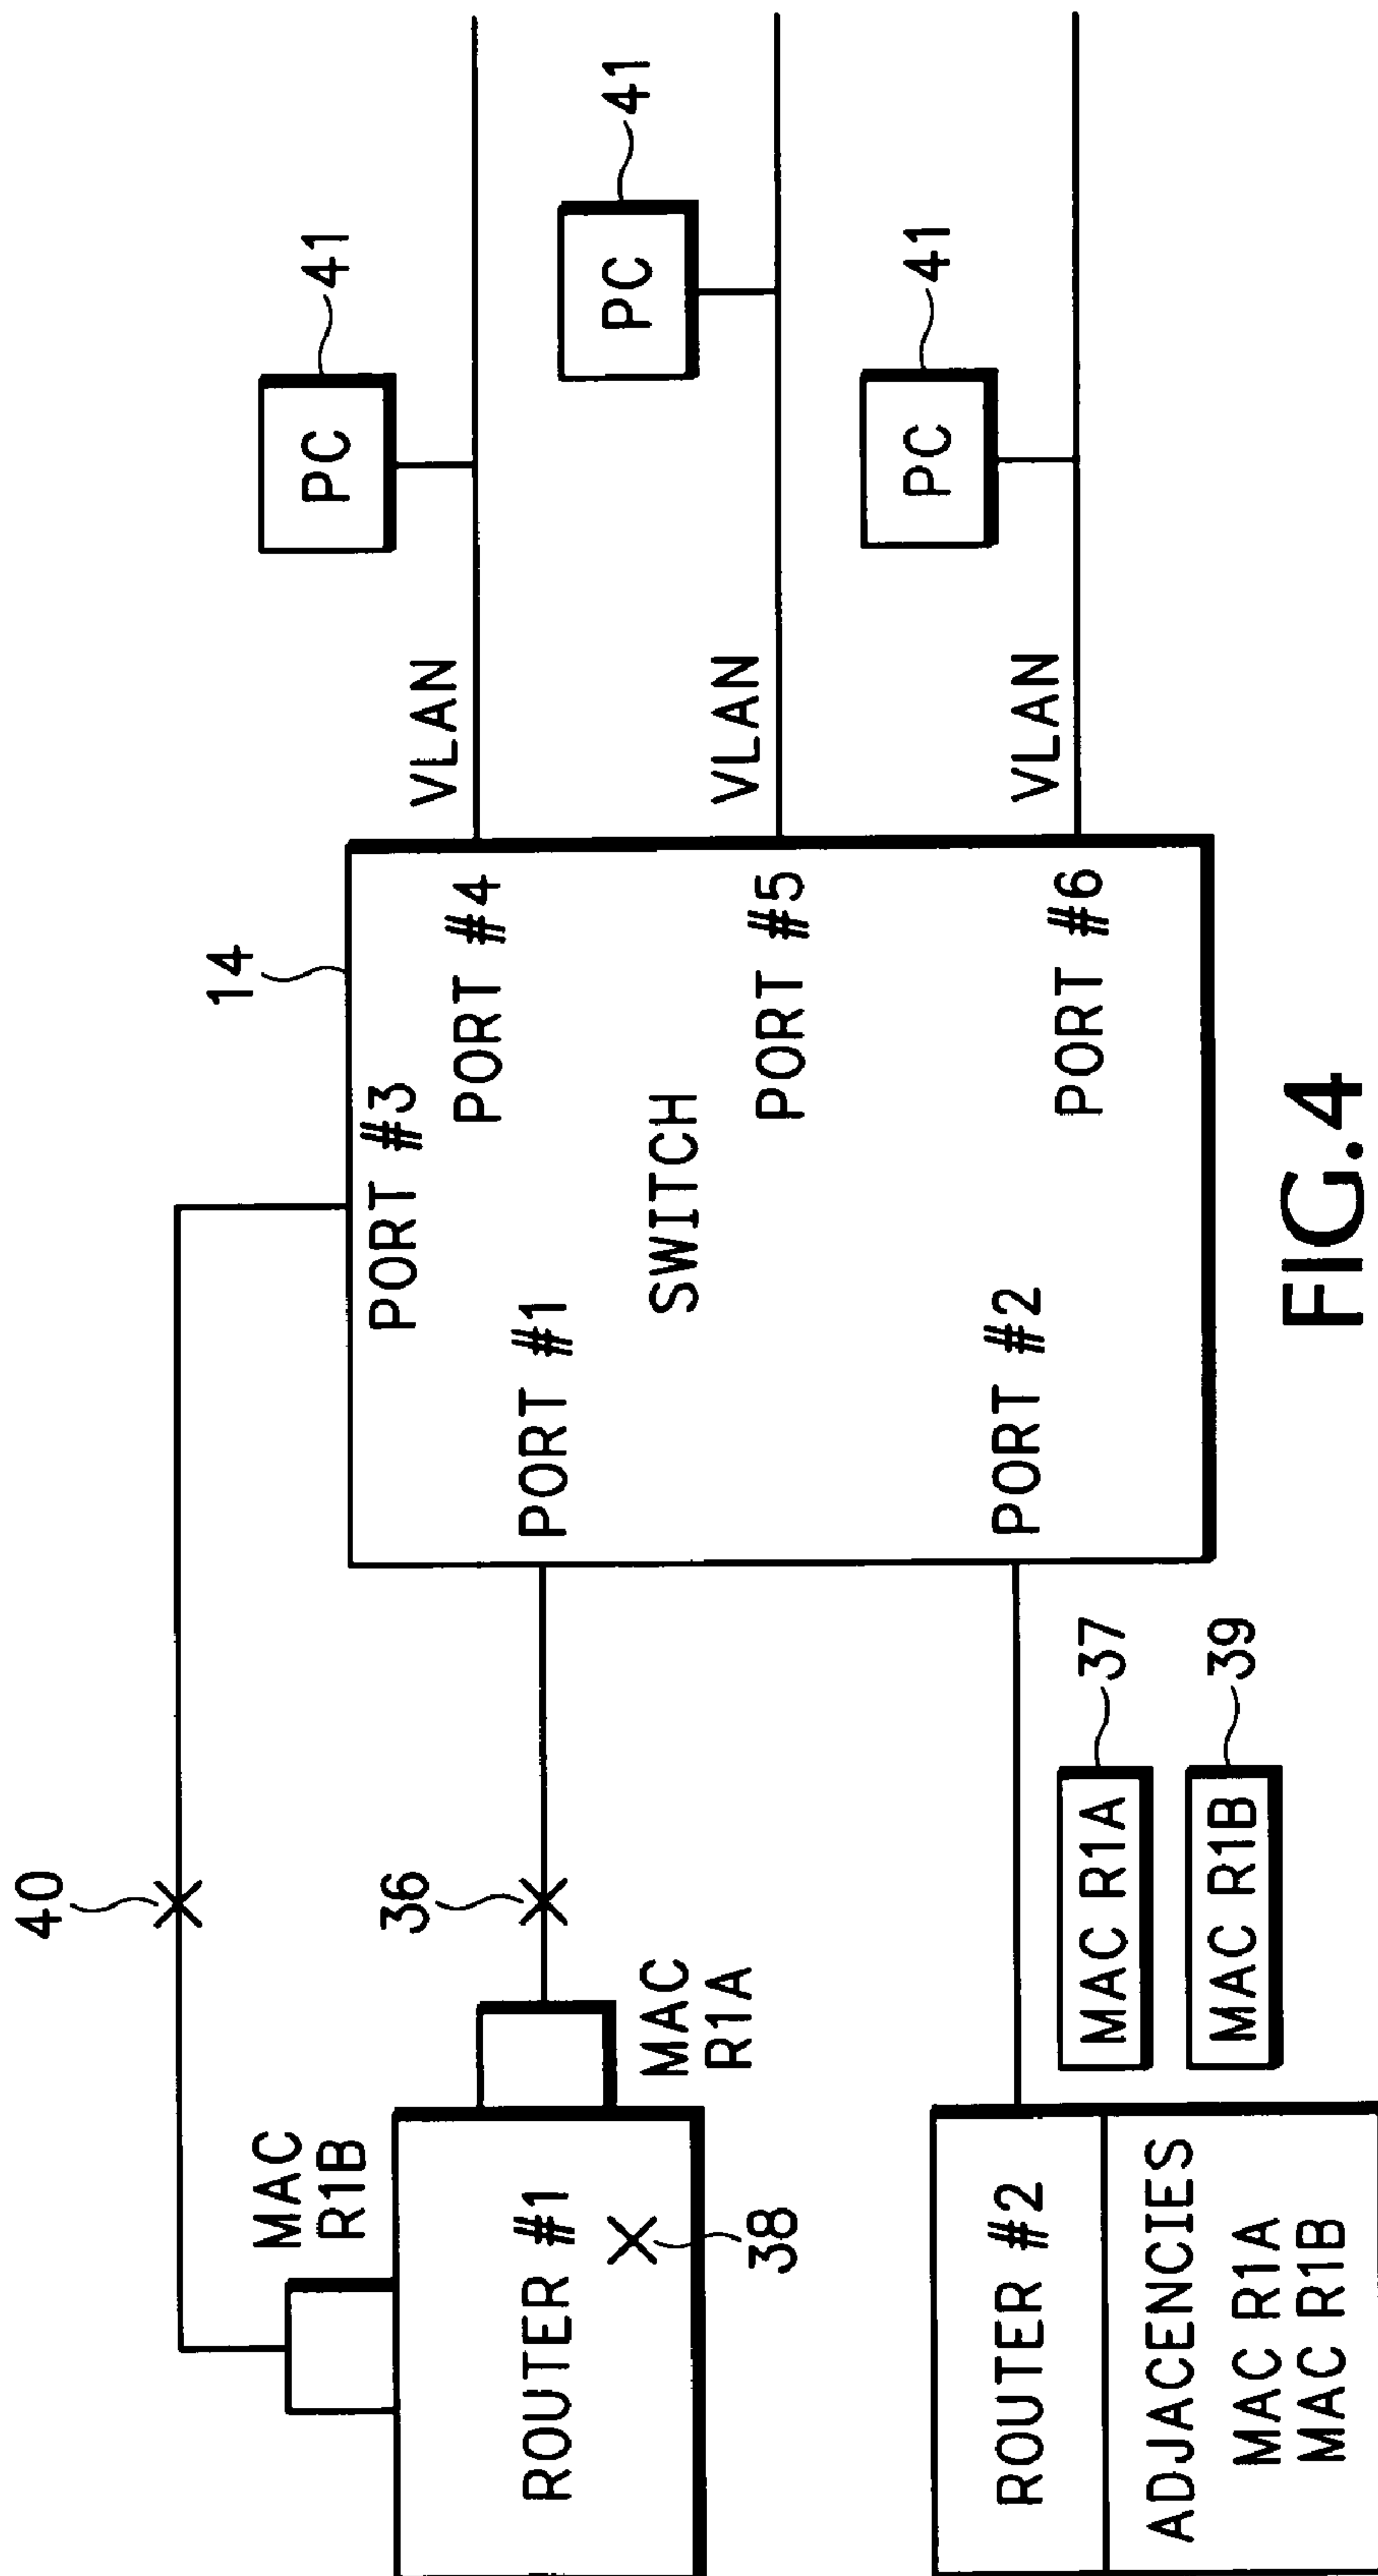 40
MAC
R1B
ROUTER #1
38
36
MAC
R1A
14
PORT #3
PORT #1
PORT #4
SWITCH
PORT #5
PORT #2
PORT #6
VLAN
PC
41
VLAN
PC
41
VLAN
PC
41
ROUTER #2
ADJACENCIES
MAC R1A
MAC R1B
MAC R1A
37
MAC R1B
39
FIG.4